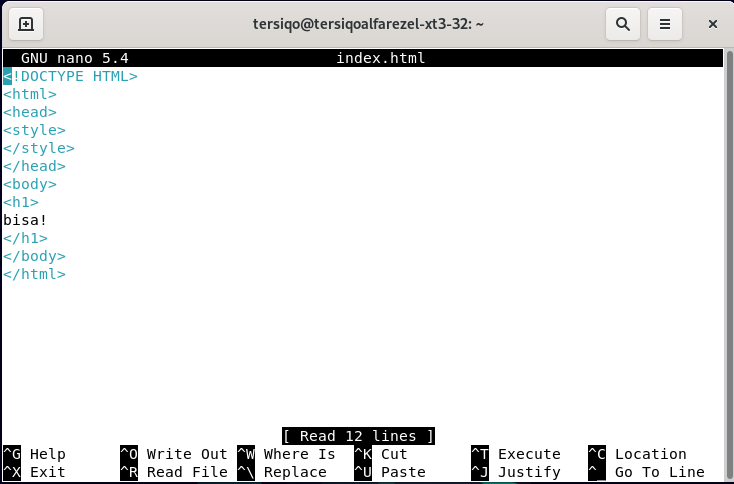 tersiqo@tersiqoalfarezel-xt3-32: ~
GNU nano 5.4 index.html
<!DOCTYPE HTML>
<html>
<head>
<style>
</style>
</head>
<body>
<h1>
bisa!
</h1>
</body>
</html>
[ Read 12 lines ]
^G Help ^O Write Out ^W Where Is ^K Cut ^T Execute ^C Location
^X Exit ^R Read File ^\ Replace ^U Paste ^J Justify ^_ Go To Line